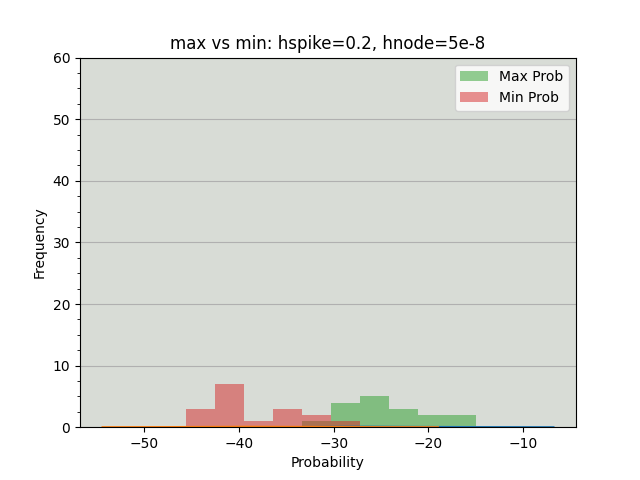 max vs min: hspike=0.2, hnode=5e-8
Max Prob
Min Prob
60
50
40
30
20
10
0
Frequency
−50
−40
−30
−20
−10
Probability